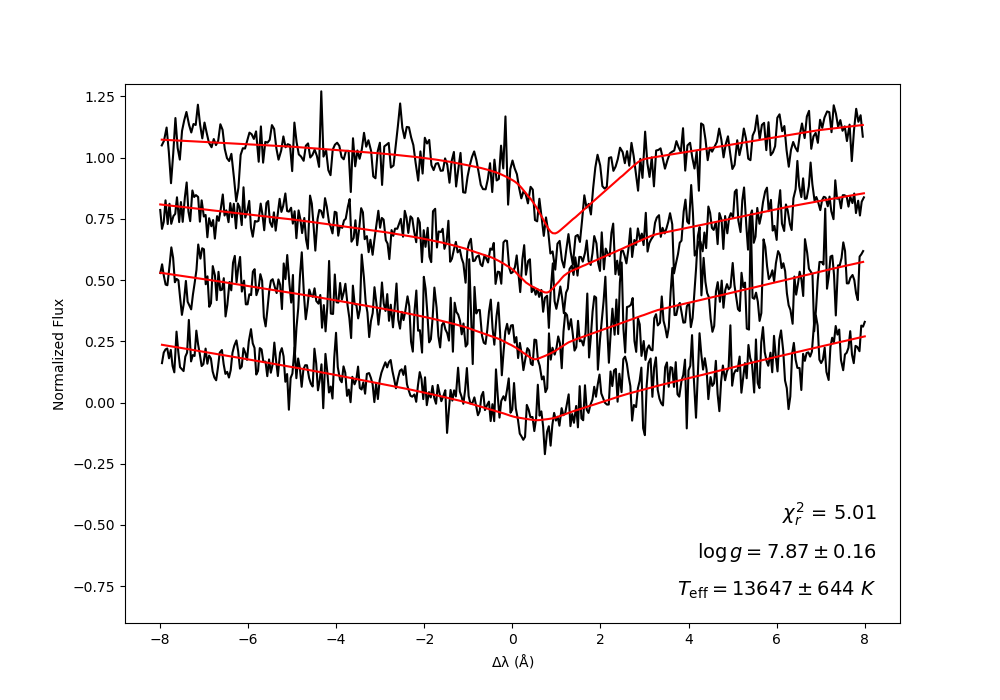 1.25
1.00
0.75
0.50
0.25
0.00
−0.25
−0.50
−0.75
Normalized Flux
χ²ᵣ = 5.01
log g = 7.87 ± 0.16
T_eff = 13647 ± 644 K
−8 −6 −4 −2 0 2 4 6 8
Δλ (Å)